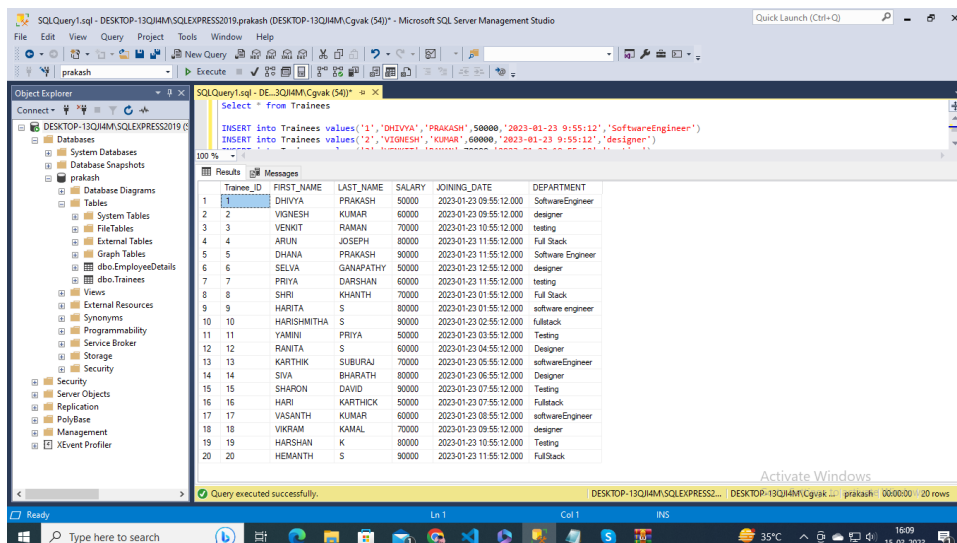 SQLQuery1.sql - DESKTOP-13QJI4M\SQLEXPRESS2019.prakash (DESKTOP-13QJI4M\Cgvak (54))* - Microsoft SQL Server Management Studio
Quick Launch (Ctrl+Q)
File Edit View Query Project Tools Window Help
New Query
prakash Execute
Object Explorer
SQLQuery1.sql - DE...3QJI4M\Cgvak (54))*
Connect
DESKTOP-13QJI4M\SQLEXPRESS2019 (S
Databases
System Databases
Database Snapshots
prakash
Database Diagrams
Tables
System Tables
FileTables
External Tables
Graph Tables
dbo.EmployeeDetails
dbo.Trainees
Views
External Resources
Synonyms
Programmability
Service Broker
Storage
Security
Security
Server Objects
Replication
PolyBase
Management
XEvent Profiler
Select * from Trainees
INSERT into Trainees values('1','DHIVYA','PRAKASH',50000,'2023-01-23 9:55:12','SoftwareEngineer')
INSERT into Trainees values('2','VIGNESH','KUMAR',60000,'2023-01-23 9:55:12','designer')
100 %
Results Messages
Trainee_ID FIRST_NAME LAST_NAME SALARY JOINING_DATE DEPARTMENT
1 1 DHIVYA PRAKASH 50000 2023-01-23 09:55:12.000 SoftwareEngineer
2 2 VIGNESH KUMAR 60000 2023-01-23 09:55:12.000 designer
3 3 VENKIT RAMAN 70000 2023-01-23 10:55:12.000 testing
4 4 ARUN JOSEPH 80000 2023-01-23 11:55:12.000 Full Stack
5 5 DHANA PRAKASH 90000 2023-01-23 11:55:12.000 Software Engineer
6 6 SELVA GANAPATHY 50000 2023-01-23 12:55:12.000 designer
7 7 PRIYA DARSHAN 60000 2023-01-23 11:55:12.000 testing
8 8 SHRI KHANTH 70000 2023-01-23 01:55:12.000 Full Stack
9 9 HARITA S 80000 2023-01-23 01:55:12.000 software engineer
10 10 HARISHMITHA S 90000 2023-01-23 02:55:12.000 fullstack
11 11 YAMINI PRIYA 50000 2023-01-23 03:55:12.000 Testing
12 12 RANITA S 60000 2023-01-23 04:55:12.000 Designer
13 13 KARTHIK SUBURAJ 70000 2023-01-23 05:55:12.000 softwareEngineer
14 14 SIVA BHARATH 80000 2023-01-23 06:55:12.000 Designer
15 15 SHARON DAVID 90000 2023-01-23 07:55:12.000 Testing
16 16 HARI KARTHICK 50000 2023-01-23 07:55:12.000 Fullstack
17 17 VASANTH KUMAR 60000 2023-01-23 08:55:12.000 softwareEngineer
18 18 VIKRAM KAMAL 70000 2023-01-23 09:55:12.000 designer
19 19 HARSHAN K 80000 2023-01-23 10:55:12.000 Testing
20 20 HEMANTH S 90000 2023-01-23 11:55:12.000 FullStack
Activate Windows
Query executed successfully. DESKTOP-13QJI4M\SQLEXPRESS2... DESKTOP-13QJI4M\Cgvak ... prakash 00:00:00 20 rows
Ready Ln 1 Col 1 INS
Type here to search
35°C
16:09